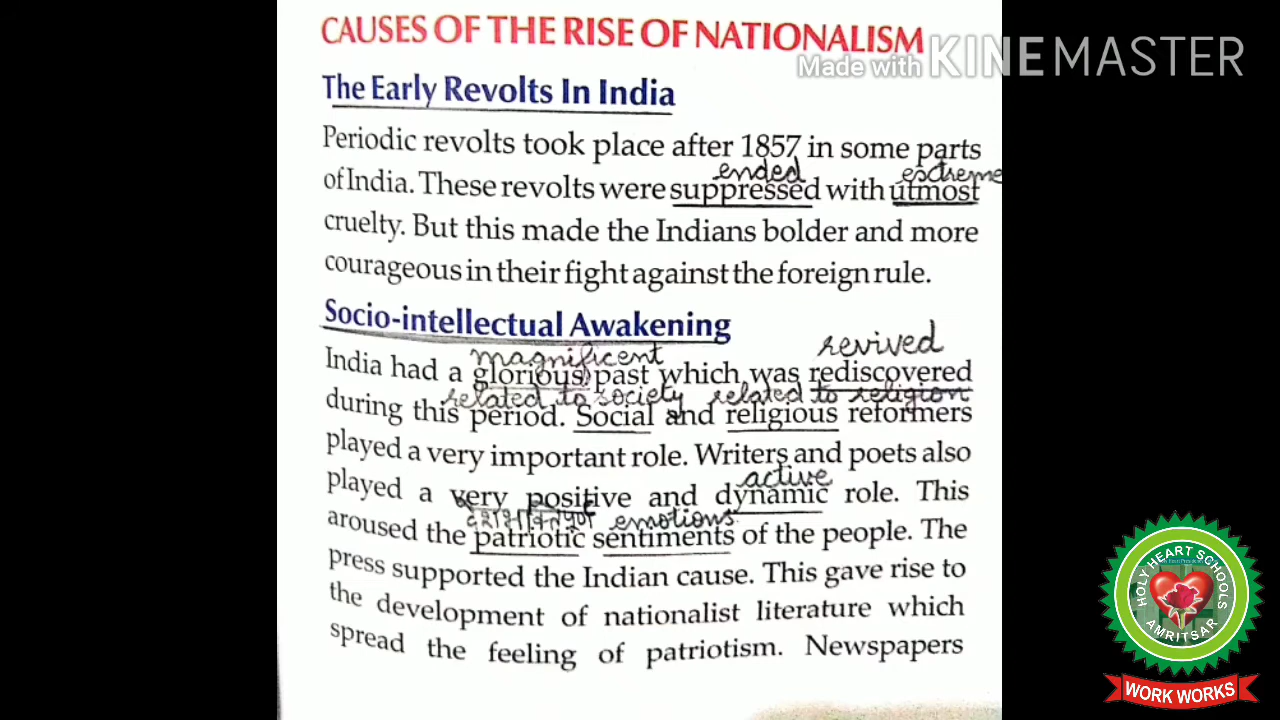 CAUSES OF THE RISE OF NATIONALISM
Made with KINEMASTER
The Early Revolts In India
Periodic revolts took place after 1857 in some parts
ended extreme
of India. These revolts were suppressed with utmost
cruelty. But this made the Indians bolder and more
courageous in their fight against the foreign rule.
Socio-intellectual Awakening
magnificent revived
India had a glorious past which was rediscovered
related to society related to religion
during this period. Social and religious reformers
played a very important role. Writers and poets also
active
played a very positive and dynamic role. This
emotions
aroused the patriotic sentiments of the people. The
press supported the Indian cause. This gave rise to
the development of nationalist literature which
spread the feeling of patriotism. Newspapers
HOLY HEART SCHOOLS
AMRITSAR
WORK WORKS